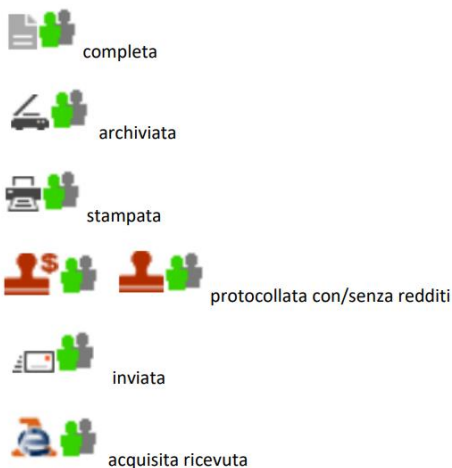 completa
archiviata
stampata
$ protocollata con/senza redditi
inviata
acquisita ricevuta